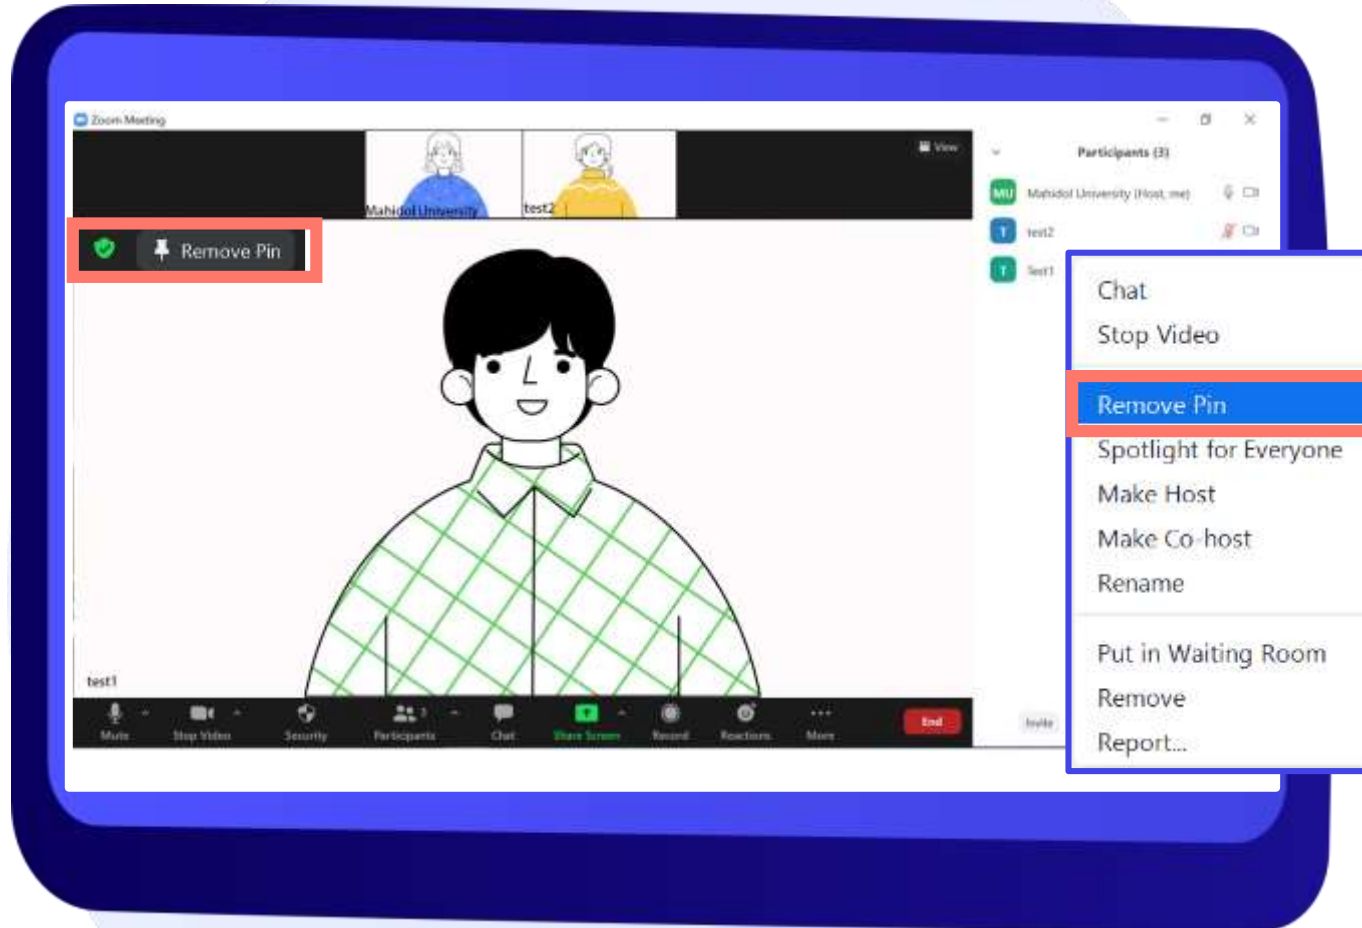 Zoom Meeting
View
Mahidol University
test2
Remove Pin
test1
Mute
Stop Video
Security
Participants
3
Chat
Share Screen
Record
Reactions
More
End
Participants (3)
MU
Mahidol University (Host, me)
T
test2
T
Test1
Invite
Chat
Stop Video
Remove Pin
Spotlight for Everyone
Make Host
Make Co-host
Rename
Put in Waiting Room
Remove
Report...